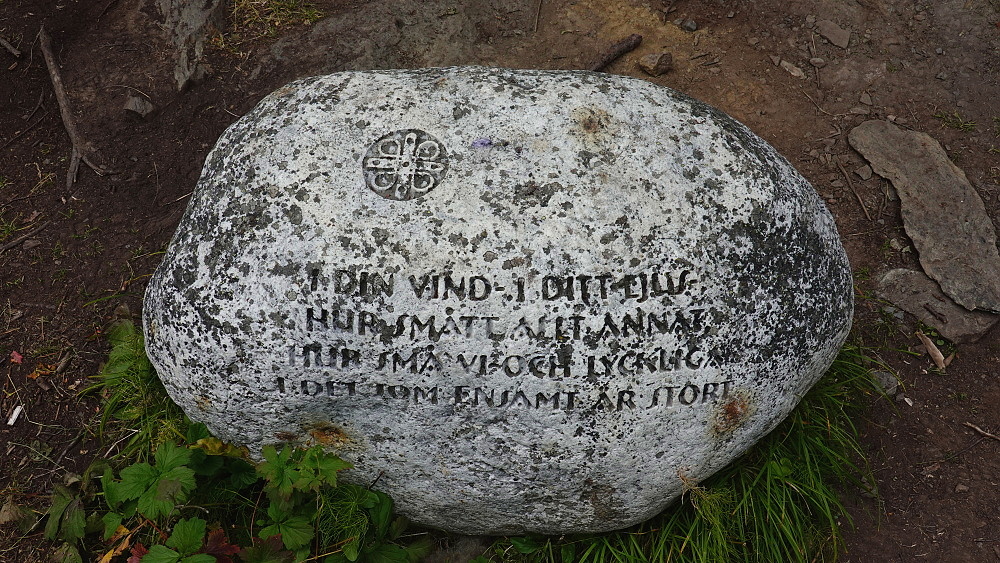 I DIN VIND - I DITT LJUS -
HUR SMÅTT ALLT ANNAT,
HUR SMÅ VI OCH LYCKLIGA
I DET SOM ENSAMT ÄR STORT